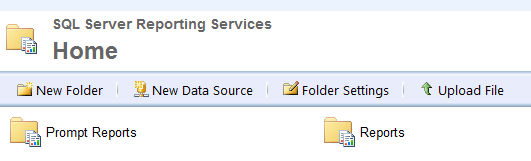 SQL Server Reporting Services
Home
New Folder New Data Source Folder Settings Upload File
Prompt Reports Reports